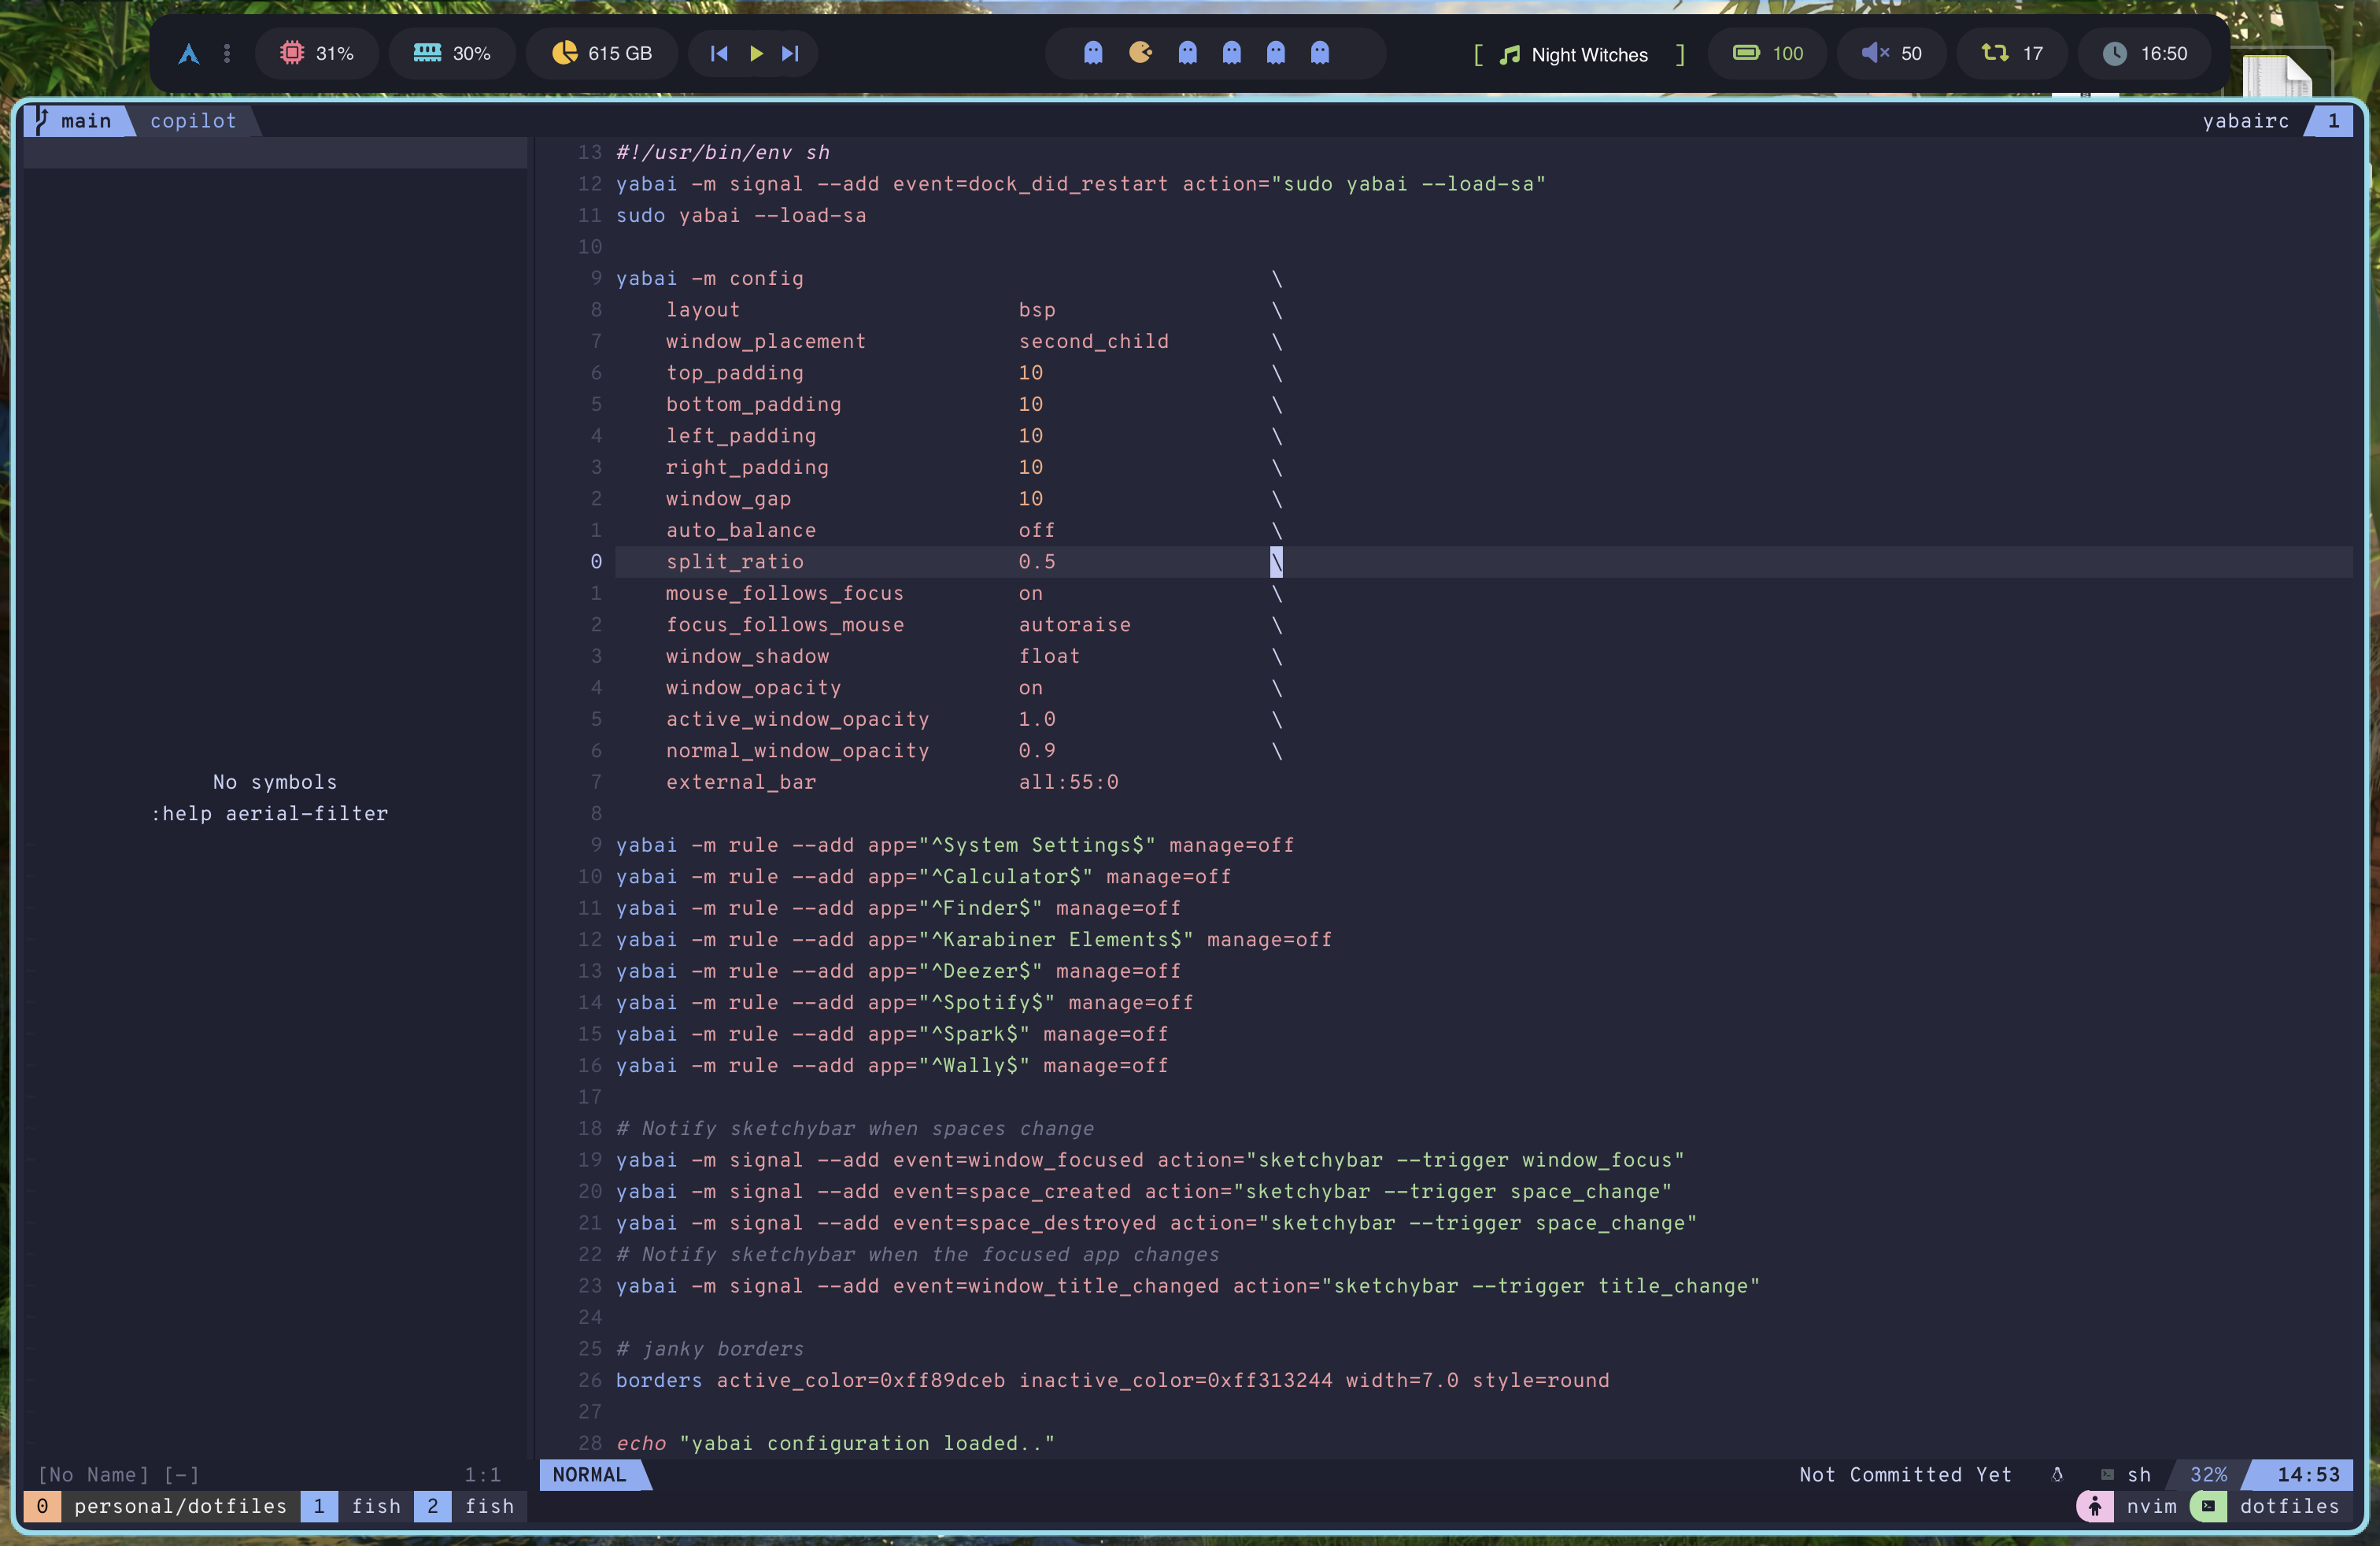 31% 30% 615 GB [ Night Witches ] 100 50 17 16:50
main copilot yabairc 1
13 #!/usr/bin/env sh
12 yabai -m signal --add event=dock_did_restart action="sudo yabai --load-sa"
11 sudo yabai --load-sa
10
9 yabai -m config \
8 layout bsp \
7 window_placement second_child \
6 top_padding 10 \
5 bottom_padding 10 \
4 left_padding 10 \
3 right_padding 10 \
2 window_gap 10 \
1 auto_balance off \
0 split_ratio 0.5 \
1 mouse_follows_focus on \
2 focus_follows_mouse autoraise \
3 window_shadow float \
4 window_opacity on \
5 active_window_opacity 1.0 \
6 normal_window_opacity 0.9 \
7 external_bar all:55:0
8
9 yabai -m rule --add app="^System Settings$" manage=off
10 yabai -m rule --add app="^Calculator$" manage=off
11 yabai -m rule --add app="^Finder$" manage=off
12 yabai -m rule --add app="^Karabiner Elements$" manage=off
13 yabai -m rule --add app="^Deezer$" manage=off
14 yabai -m rule --add app="^Spotify$" manage=off
15 yabai -m rule --add app="^Spark$" manage=off
16 yabai -m rule --add app="^Wally$" manage=off
17
18 # Notify sketchybar when spaces change
19 yabai -m signal --add event=window_focused action="sketchybar --trigger window_focus"
20 yabai -m signal --add event=space_created action="sketchybar --trigger space_change"
21 yabai -m signal --add event=space_destroyed action="sketchybar --trigger space_change"
22 # Notify sketchybar when the focused app changes
23 yabai -m signal --add event=window_title_changed action="sketchybar --trigger title_change"
24
25 # janky borders
26 borders active_color=0xff89dceb inactive_color=0xff313244 width=7.0 style=round
27
28 echo "yabai configuration loaded.."
No symbols
:help aerial-filter
[No Name] [-] 1:1 NORMAL Not Committed Yet sh 32% 14:53
0 personal/dotfiles 1 fish 2 fish nvim dotfiles